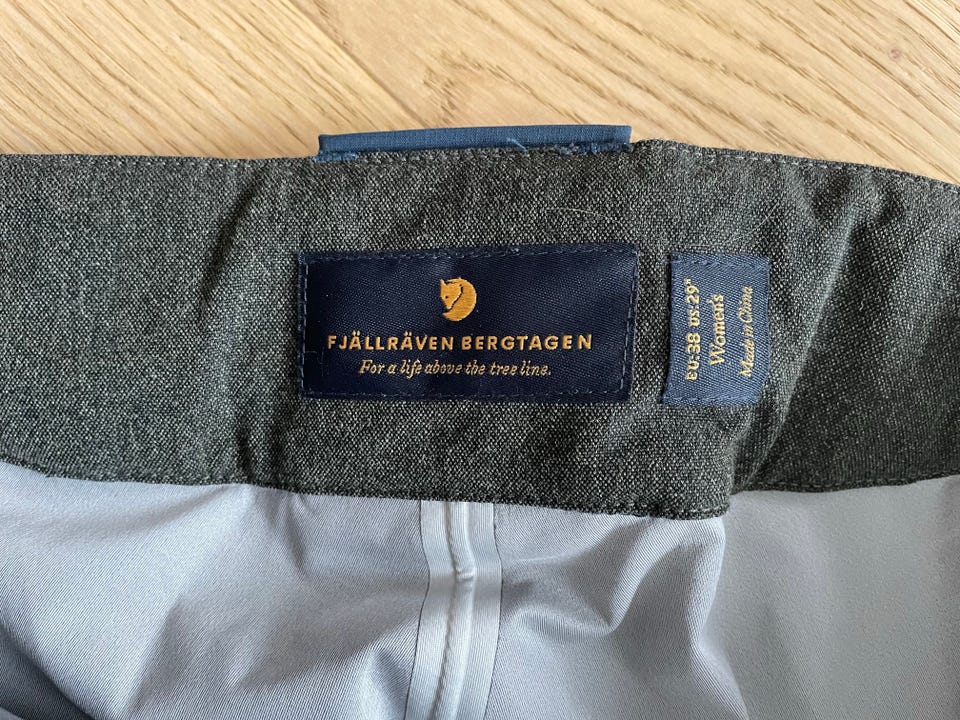 FJÄLLRÄVEN BERGTAGEN
For a life above the tree line.
EU:38 US:29"
Women's
Made in China